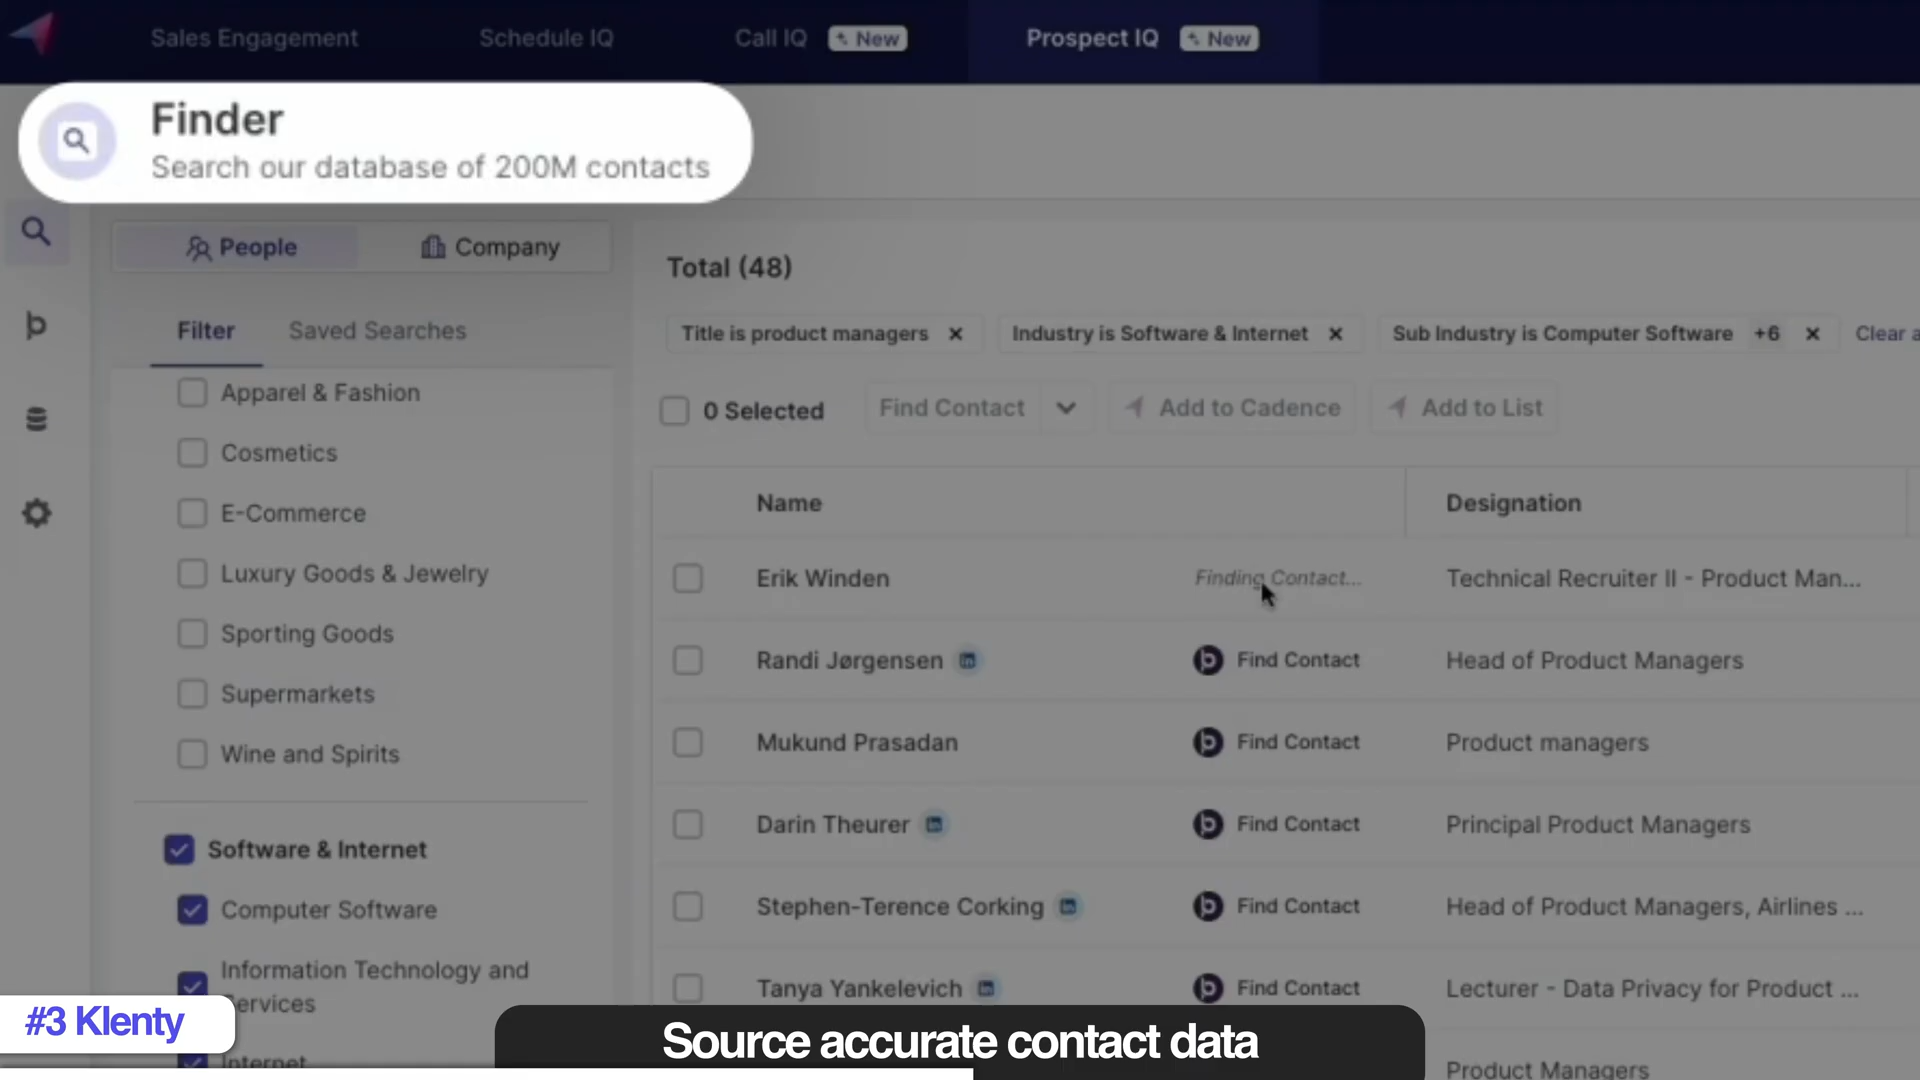 Sales Engagement
Schedule IQ
Call IQ
New
Prospect IQ
New
Finder
Search our database of 200M contacts
People
Company
Filter
Saved Searches
Apparel & Fashion
Cosmetics
E-Commerce
Luxury Goods & Jewelry
Sporting Goods
Supermarkets
Wine and Spirits
Software & Internet
Computer Software
Information Technology and
ervices
Internet
Total (48)
Title is product managers
Industry is Software & Internet
Sub Industry is Computer Software +6
Clear a
0 Selected
Find Contact
Add to Cadence
Add to List
Name
Designation
Erik Winden
Finding Contact...
Technical Recruiter II - Product Man...
Randi Jørgensen
Find Contact
Head of Product Managers
Mukund Prasadan
Find Contact
Product managers
Darin Theurer
Find Contact
Principal Product Managers
Stephen-Terence Corking
Find Contact
Head of Product Managers, Airlines ...
Tanya Yankelevich
Find Contact
Lecturer - Data Privacy for Product ...
Product Managers
#3 Klenty
Source accurate contact data